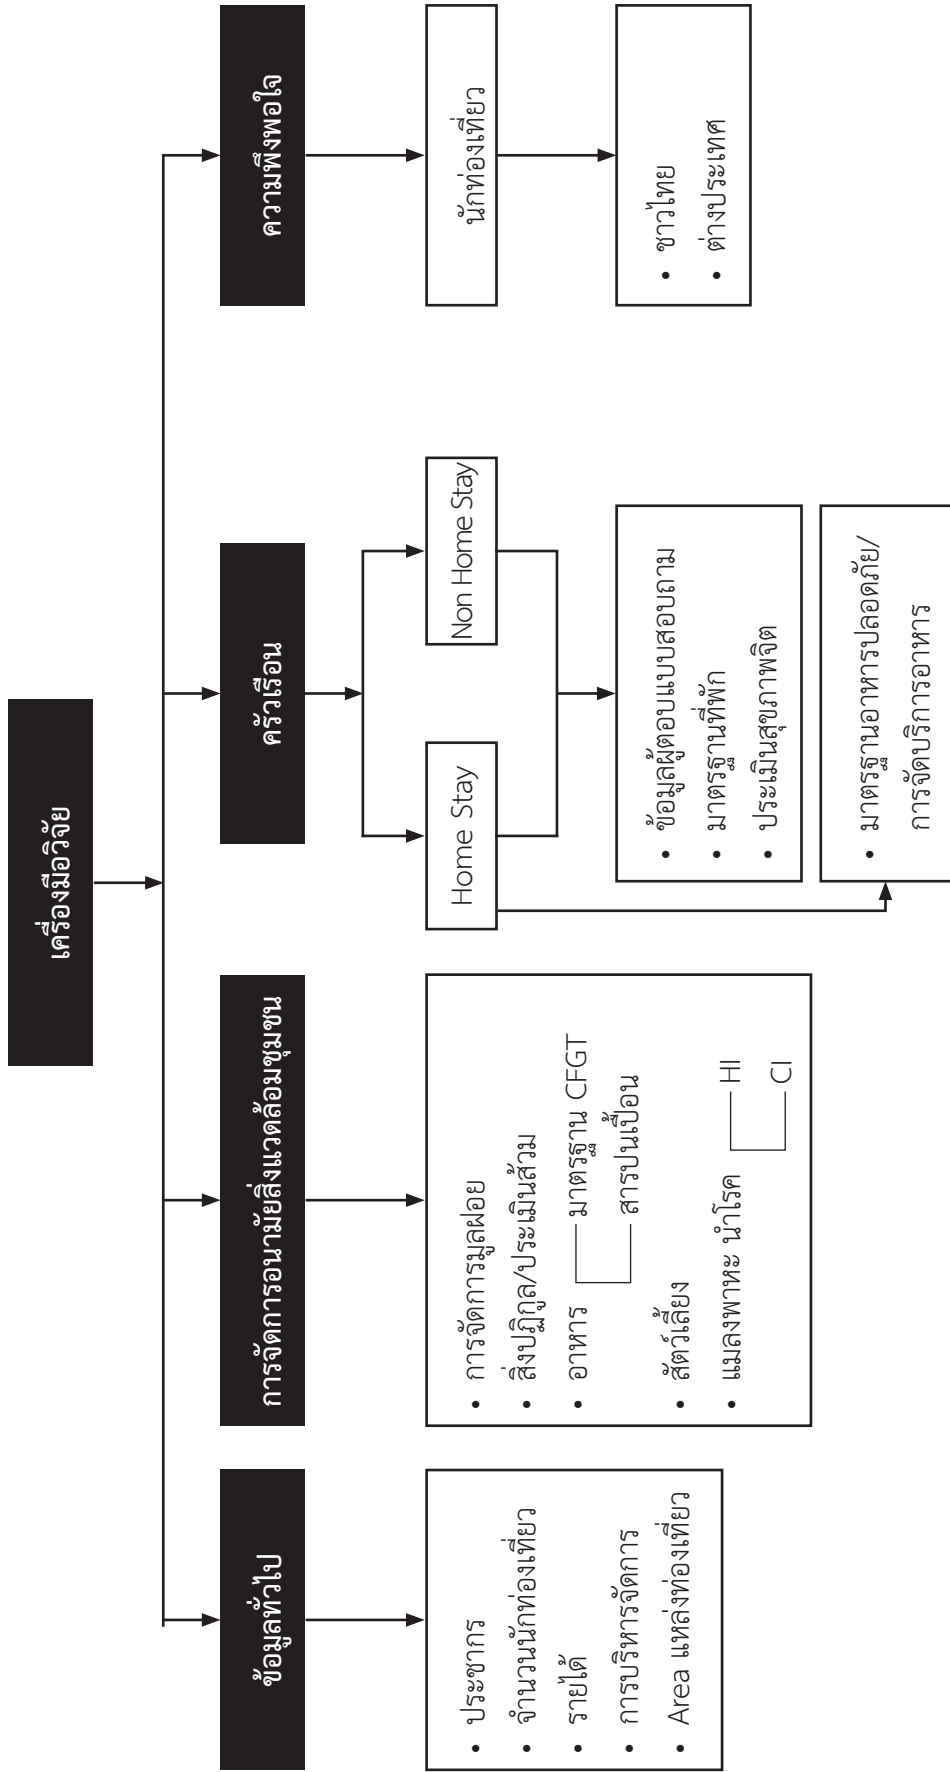 เครื่องมือวิจัย
ข้อมูลทั่วไป
การจัดการอนามัยสิ่งแวดล้อมชุมชน
ครัวเรือน
ความพึงพอใจ
• ประชากร
• จำนวนนักท่องเที่ยว
• รายได้
• การบริหารจัดการ
• Area แหล่งท่องเที่ยว
• การจัดการมูลฝอย
• สิ่งปฏิกูล/ประเมินส้วม
• อาหาร มาตรฐาน CFGT
สารปนเปื้อน
• สัตว์เลี้ยง
• แมลงพาหะ นำโรค HI
CI
Home Stay
Non Home Stay
• ข้อมูลผู้ตอบแบบสอบถาม
• มาตรฐานที่พัก
• ประเมินสุขภาพจิต
• มาตรฐานอาหารปลอดภัย/
การจัดบริการอาหาร
นักท่องเที่ยว
• ชาวไทย
• ต่างประเทศ